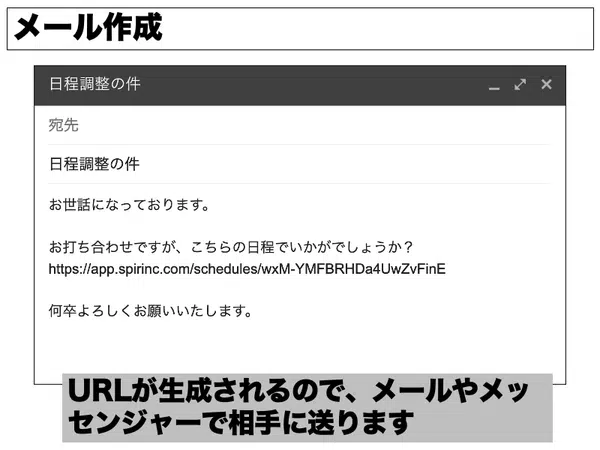 メール作成
日程調整の件
宛先
日程調整の件
お世話になっております。
お打ち合わせですが、こちらの日程でいかがでしょうか？
https://app.spirinc.com/schedules/wxM-YMFBRHDa4UwZvFinE
何卒よろしくお願いいたします。
URLが生成されるので、メールやメッ
センジャーで相手に送ります